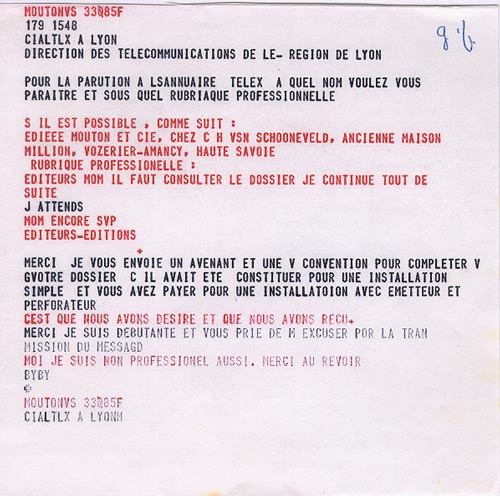 MOUTONVS 33085F
179 1548
CIALTLX A LYON
DIRECTION DES TELECOMMUNICATIONS DE LE- REGION DE LYON
POUR LA PARUTION A LSANNUAIRE TELEX A QUEL NOM VOULEZ VOUS
PARAITRE ET SOUS QUEL RUBRIAQUE PROFESSIONNELLE
S IL EST POSSIBLE , COMME SUIT :
EDIEEE MOUTON ET CIE, CHEZ C H VSN SCHOONEVELD, ANCIENNE MAISON
MILLION, VOZERIER-AMANCY, HAUTE SAVOIE
RUBRIQUE PROFESSIONELLE :
EDITEURS MOM IL FAUT CONSULTER LE DOSSIER JE CONTINUE TOUT DE
SUITE
J ATTENDS
MOM ENCORE SVP
EDITEURS-EDITIONS
+
MERCI JE VOUS ENVOIE UN AVENANT ET UNE V CONVENTION POUR COMPLETER V
GVOTRE DOSSIER C IL AVAIT ETE CONSTITUER POUR UNE INSTALLATION
SIMPLE ET VOUS AVEZ PAYER POUR UNE INSTALLATOION AVEC EMETTEUR ET
PERFORATEUR
CEST QUE NOUS AVONS DESIRE ET QUE NOUS AVONS RECU+
MERCI JE SUIS DEBUTANTE ET VOUS PRIE DE M EXCUSER POR LA TRAN
MISSION DU MESSAGD
MOI JE SUIS NON PROFESSIONEL AUSSI. MERCI AU REVOIR
BYBY
MOUTONVS 33085F
CIALTLX A LYONM